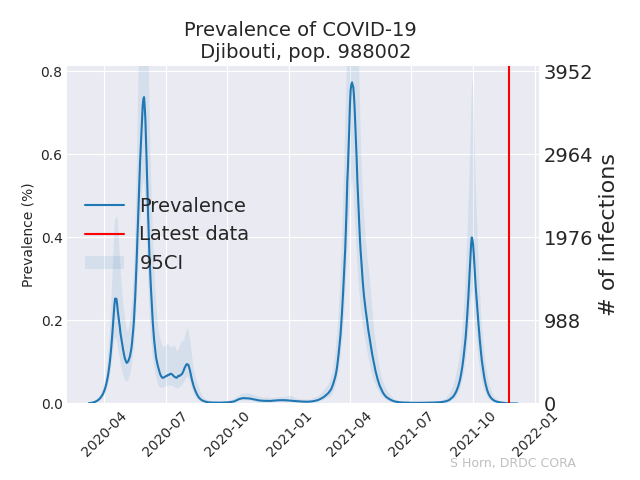 Prevalence of COVID-19
Djibouti, pop. 988002
0.8
0.6
0.4
0.2
0.0
Prevalence (%)
3952
2964
1976
988
0
# of infections
Prevalence
Latest data
95CI
2020-04
2020-07
2020-10
2021-01
2021-04
2021-07
2021-10
2022-01
S Horn, DRDC CORA